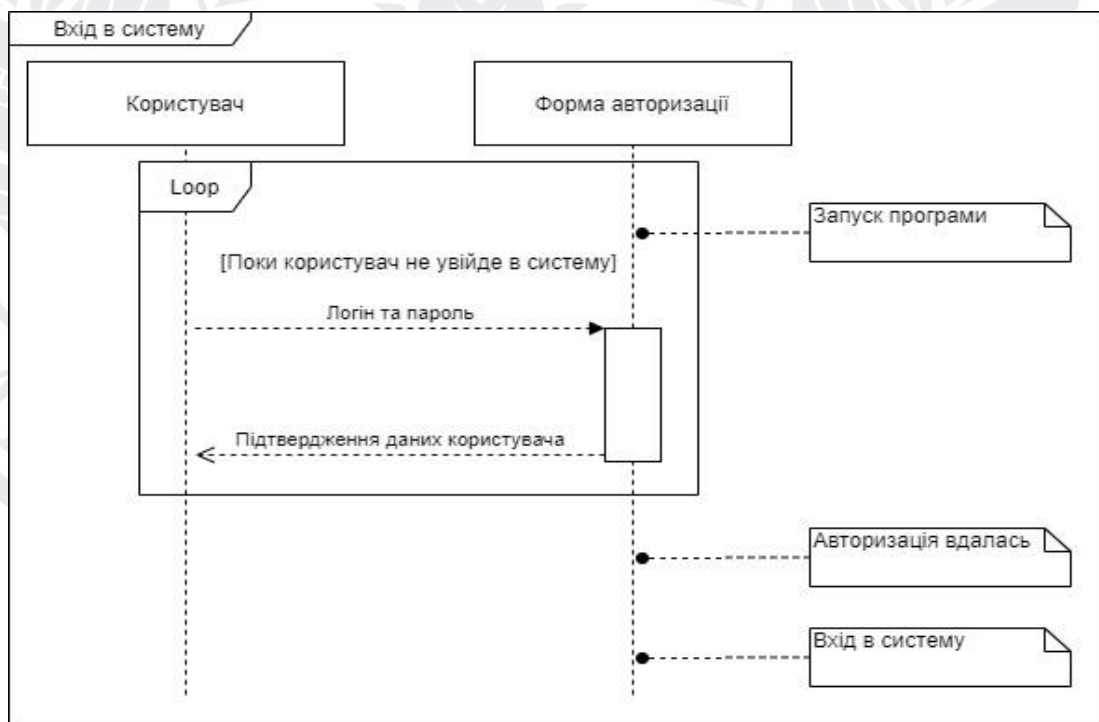 Вхід в систему
Користувач
Форма авторизації
Loop
Запуск програми
[Поки користувач не увійде в систему]
Логін та пароль
Підтвердження даних користувача
Авторизація вдалась
Вхід в систему